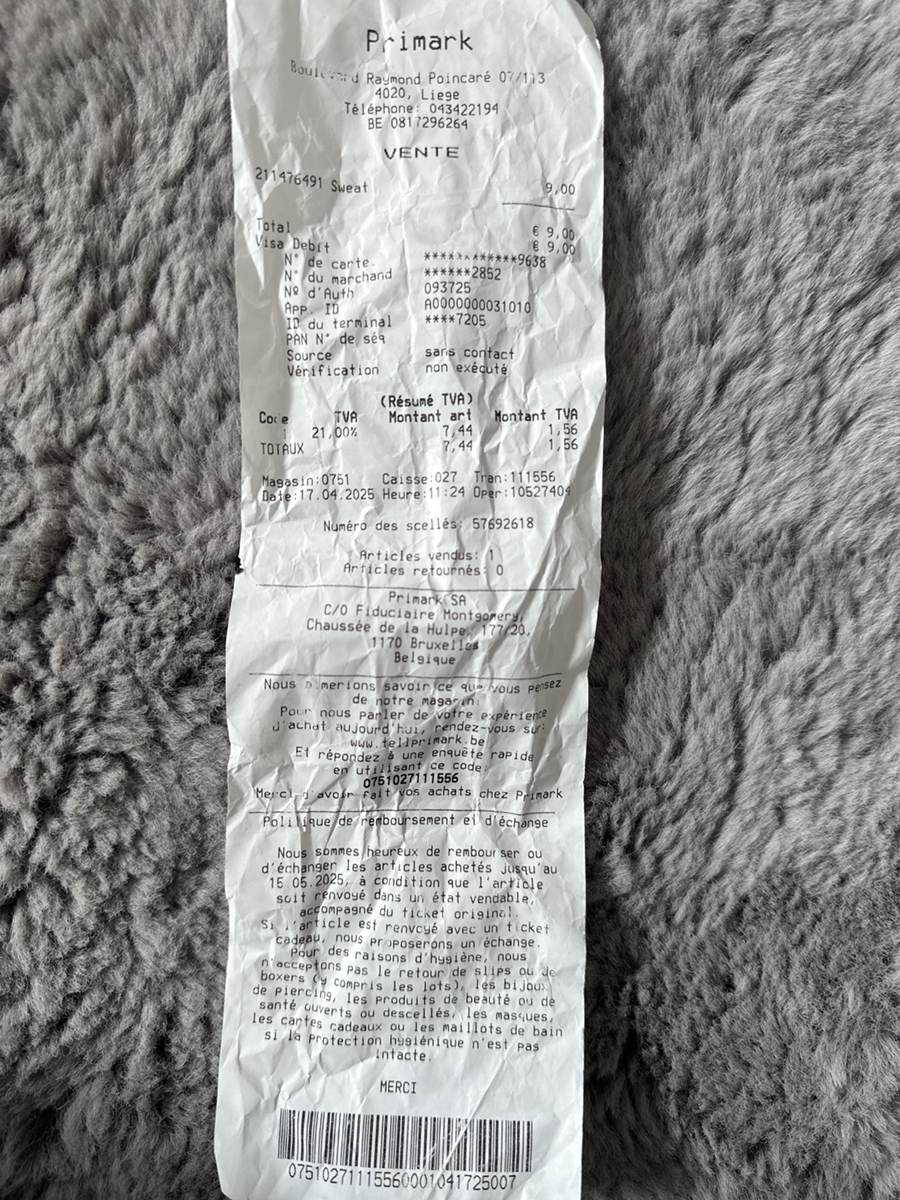 Primark
Boulevard Raymond Poincaré 07/113
4020, Liege
Téléphone: 043422194
BE 0817296264
VENTE
211476491 Sweat 9,00
Total € 9,00
Visa Debit € 9,00
N° de carte ************9638
N° du marchand ******2852
Nº d'Auth 093725
App. ID A0000000031010
ID du terminal ****7205
PAN N° de séq
Source sans contact
Vérification non exécuté
(Résumé TVA)
Code TVA Montant art Montant TVA
1 21,00% 7,44 1,56
TOTAUX 7,44 1,56
Magasin:0751 Caisse:027 Tran:111556
Date:17.04.2025 Heure:11:24 Oper:10527404
Numéro des scellés: 57692618
Articles vendus: 1
Articles retournés: 0
Primark SA
C/O Fiduciaire Montgomery,
Chaussée de la Hulpe, 177/20,
1170 Bruxelles
Belgique
Nous aimerions savoir ce que vous pensez
de notre magasin.
Pour nous parler de votre expérience
d'achat aujourd'hui, rendez-vous sur:
www.tellprimark.be
Et répondez à une enquête rapide
en utilisant ce code:
0751027111556
Merci d'avoir fait vos achats chez Primark
Politique de remboursement et d'échange
Nous sommes heureux de rembourser ou
d'échanger les articles achetés jusqu'au
15.05.2025, à condition que l'article
soit renvoyé dans un état vendable,
accompagné du ticket original.
Si l'article est renvoyé avec un ticket
cadeau, nous proposerons un échange.
Pour des raisons d'hygiène, nous
n'acceptons pas le retour de slips ou de
boxers (y compris les lots), les bijoux
de piercing, les produits de beauté ou de
santé ouverts ou descellés, les masques,
les cartes cadeaux ou les maillots de bain
si la protection hygiénique n'est pas
intacte.
MERCI
07510271115560001041725007